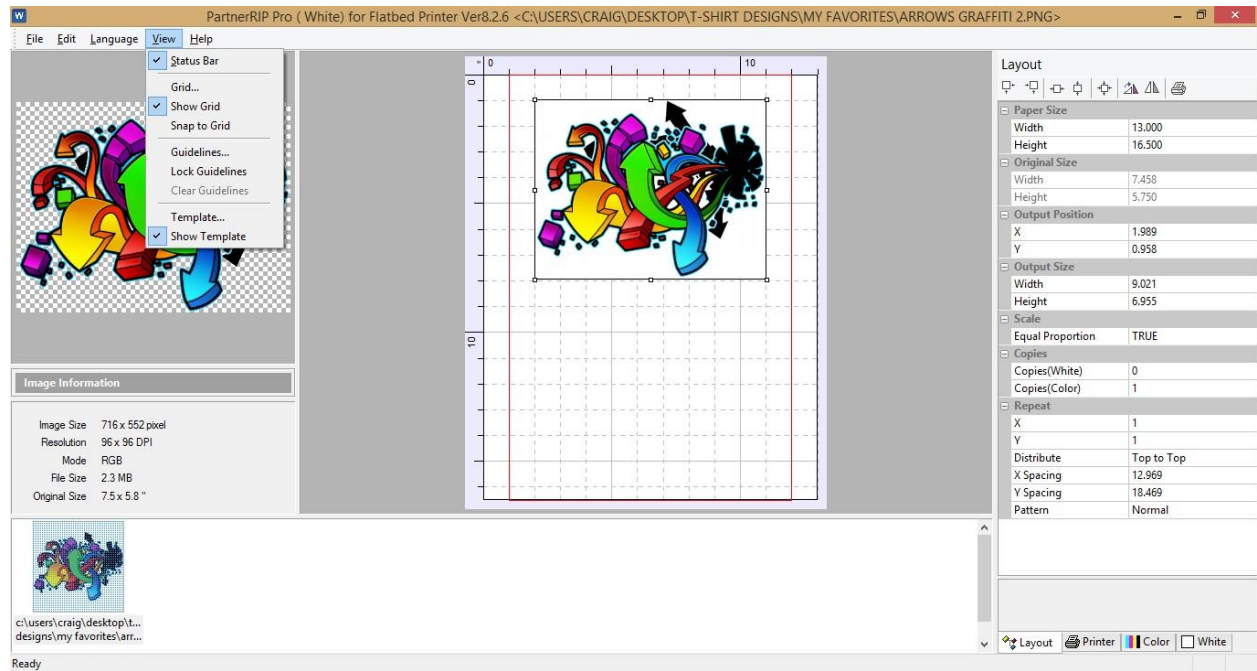 W PartnerRIP Pro ( White) for Flatbed Printer Ver8.2.6 <C:\USERS\CRAIG\DESKTOP\T-SHIRT DESIGNS\MY FAVORITES\ARROWS GRAFFITI 2.PNG>
File Edit Language View Help
Status Bar
Grid...
Show Grid
Snap to Grid
Guidelines...
Lock Guidelines
Clear Guidelines
Template...
Show Template
Image Information
Image Size 716 x 552 pixel
Resolution 96 x 96 DPI
Mode RGB
File Size 2.3 MB
Original Size 7.5 x 5.8 "
" 0 10
0
10
Layout
Paper Size
Width 13.000
Height 16.500
Original Size
Width 7.458
Height 5.750
Output Position
X 1.989
Y 0.958
Output Size
Width 9.021
Height 6.955
Scale
Equal Proportion TRUE
Copies
Copies(White) 0
Copies(Color) 1
Repeat
X 1
Y 1
Distribute Top to Top
X Spacing 12.969
Y Spacing 18.469
Pattern Normal
c:\users\craig\desktop\t...
designs\my favorites\arr...
Layout Printer Color White
Ready